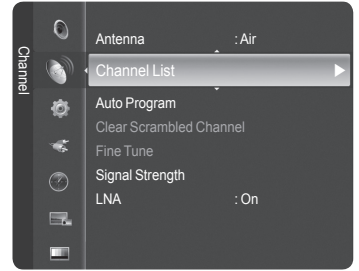 Channel
Antenna : Air
Channel List
Auto Program
Clear Scrambled Channel
Fine Tune
Signal Strength
LNA : On